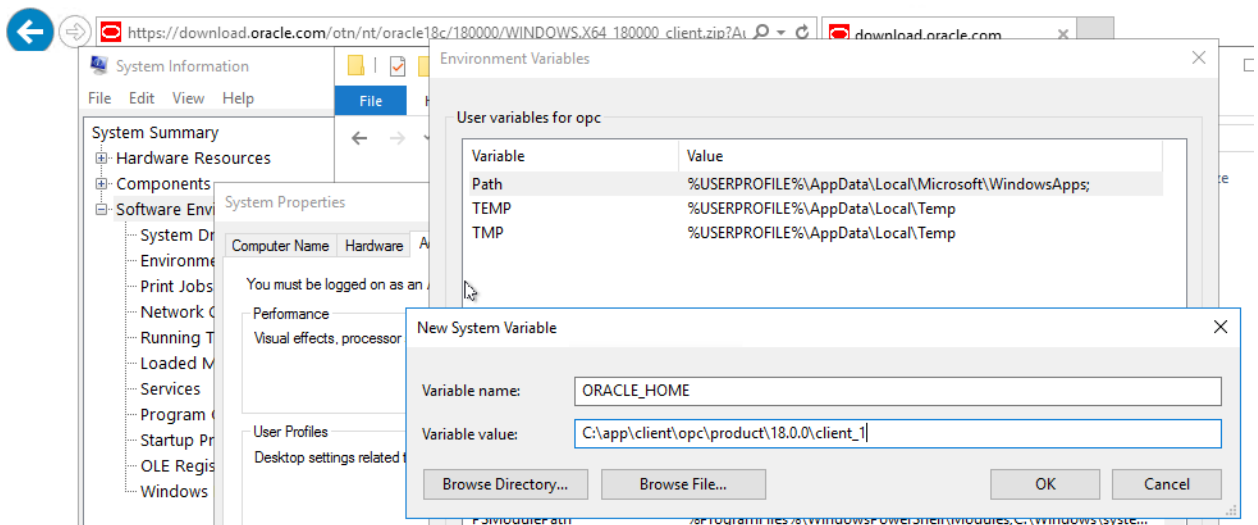 https://download.oracle.com/otn/nt/oracle18c/180000/WINDOWS.X64_180000_client.zip?Au
download.oracle.com
System Information
File Edit View Help
System Summary
Hardware Resources
Components
Software Envi
System Dr
Environme
Print Jobs
Network C
Running T
Loaded M
Services
Program
Startup Pr
OLE Regis
Windows
File
System Properties
Computer Name Hardware A
You must be logged on as an
Performance
Visual effects, processor
User Profiles
Desktop settings related t
Environment Variables
User variables for opc
Variable Value
Path %USERPROFILE%\AppData\Local\Microsoft\WindowsApps;
TEMP %USERPROFILE%\AppData\Local\Temp
TMP %USERPROFILE%\AppData\Local\Temp
New System Variable
Variable name: ORACLE_HOME
Variable value: C:\app\client\opc\product\18.0.0\client_1
Browse Directory... Browse File... OK Cancel
PSModulePath %ProgramFiles%\WindowsPowerShell\Modules;C:\Windows\syste...